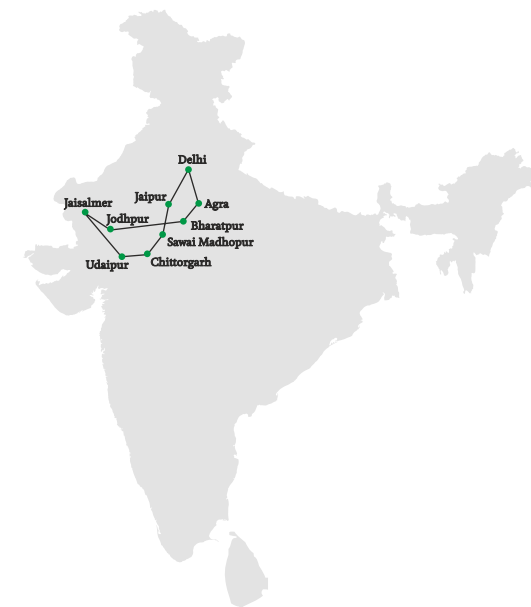 Delhi
Jaipur
Agra
Jaisalmer
Jodhpur
Bharatpur
Sawai Madhopur
Udaipur
Chittorgarh